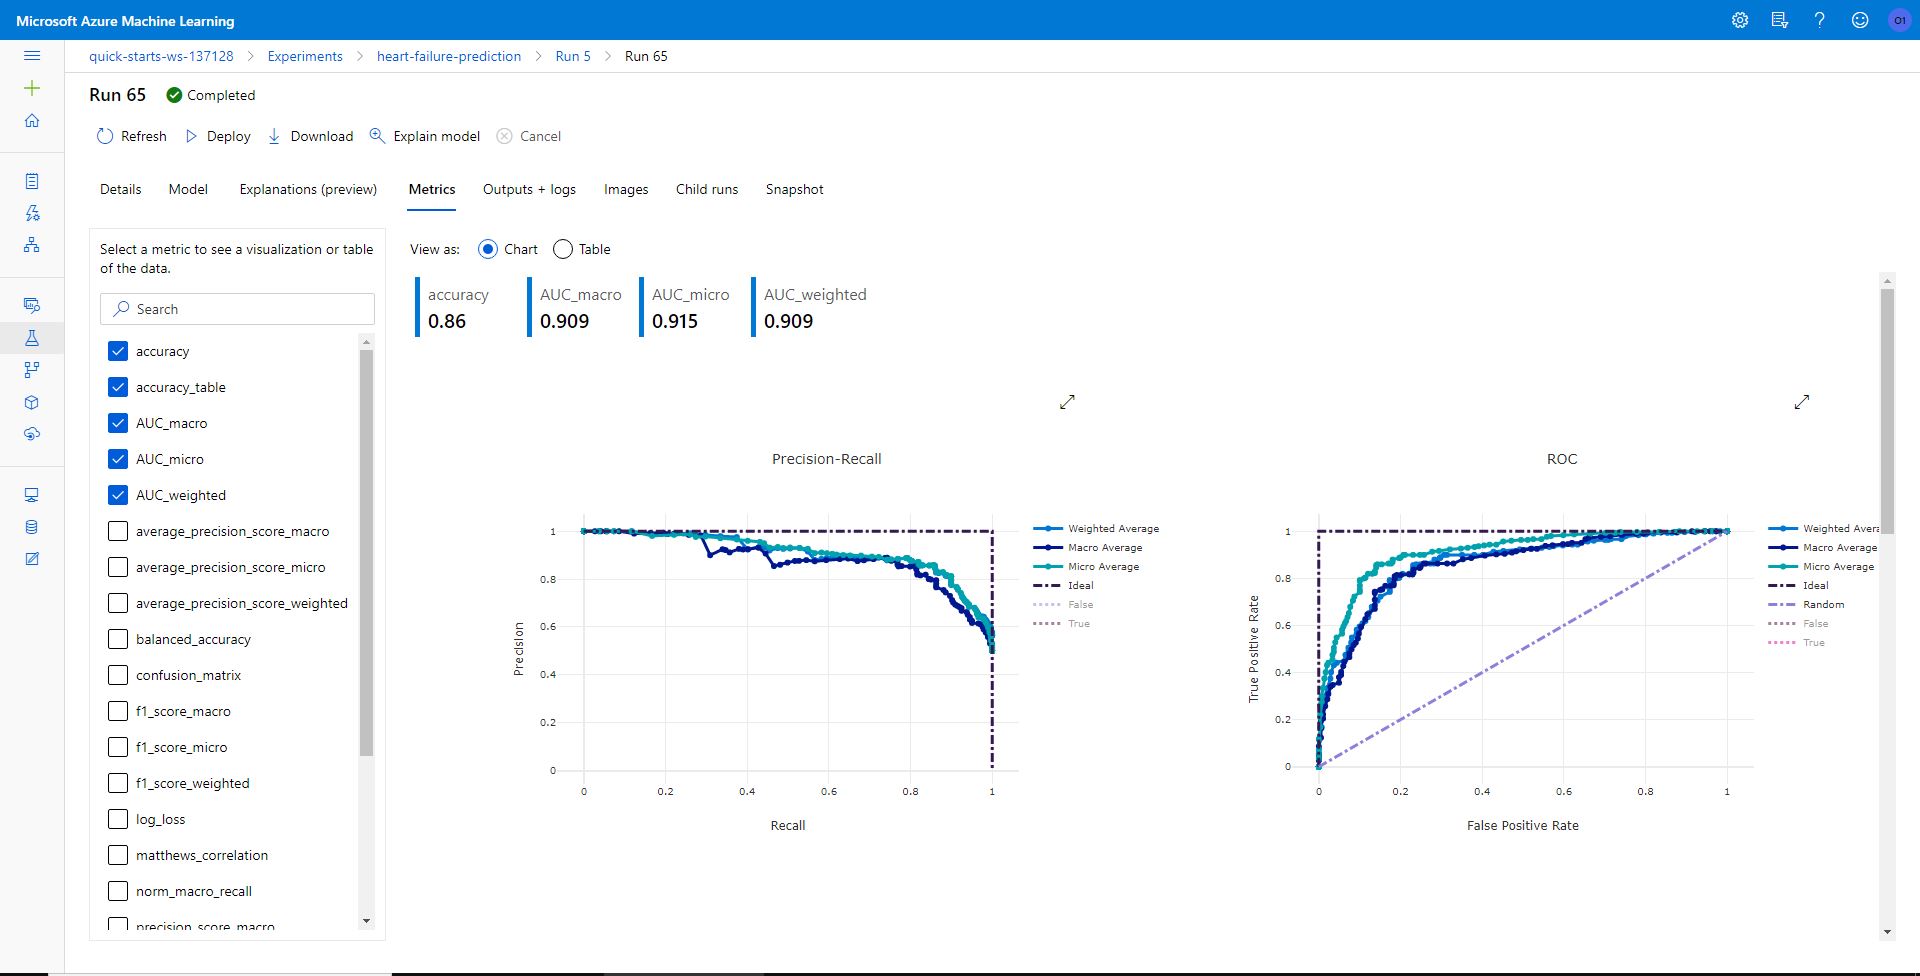 Microsoft Azure Machine Learning
O1
quick-starts-ws-137128 > Experiments > heart-failure-prediction > Run 5 > Run 65
Run 65 Completed
Refresh Deploy Download Explain model Cancel
Details Model Explanations (preview) Metrics Outputs + logs Images Child runs Snapshot
Select a metric to see a visualization or table
of the data.
Search
accuracy
accuracy_table
AUC_macro
AUC_micro
AUC_weighted
average_precision_score_macro
average_precision_score_micro
average_precision_score_weighted
balanced_accuracy
confusion_matrix
f1_score_macro
f1_score_micro
f1_score_weighted
log_loss
matthews_correlation
norm_macro_recall
precision_score_macro
View as: Chart Table
accuracy AUC_macro AUC_micro AUC_weighted
0.86 0.909 0.915 0.909
Precision-Recall
1
0.8
0.6
0.4
0.2
0
Precision
0 0.2 0.4 0.6 0.8 1
Recall
Weighted Average
Macro Average
Micro Average
Ideal
False
True
ROC
1
0.8
0.6
0.4
0.2
0
True Positive Rate
0 0.2 0.4 0.6 0.8 1
False Positive Rate
Weighted Avera
Macro Average
Micro Average
Ideal
Random
False
True